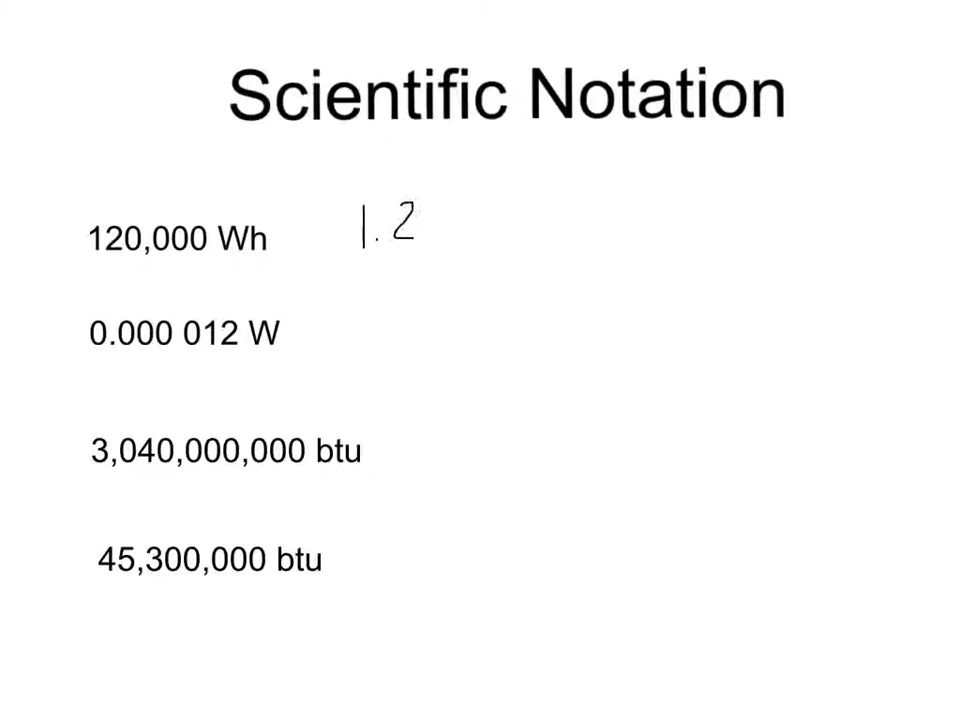 Scientific Notation
120,000 Wh 1.2
0.000 012 W
3,040,000,000 btu
45,300,000 btu